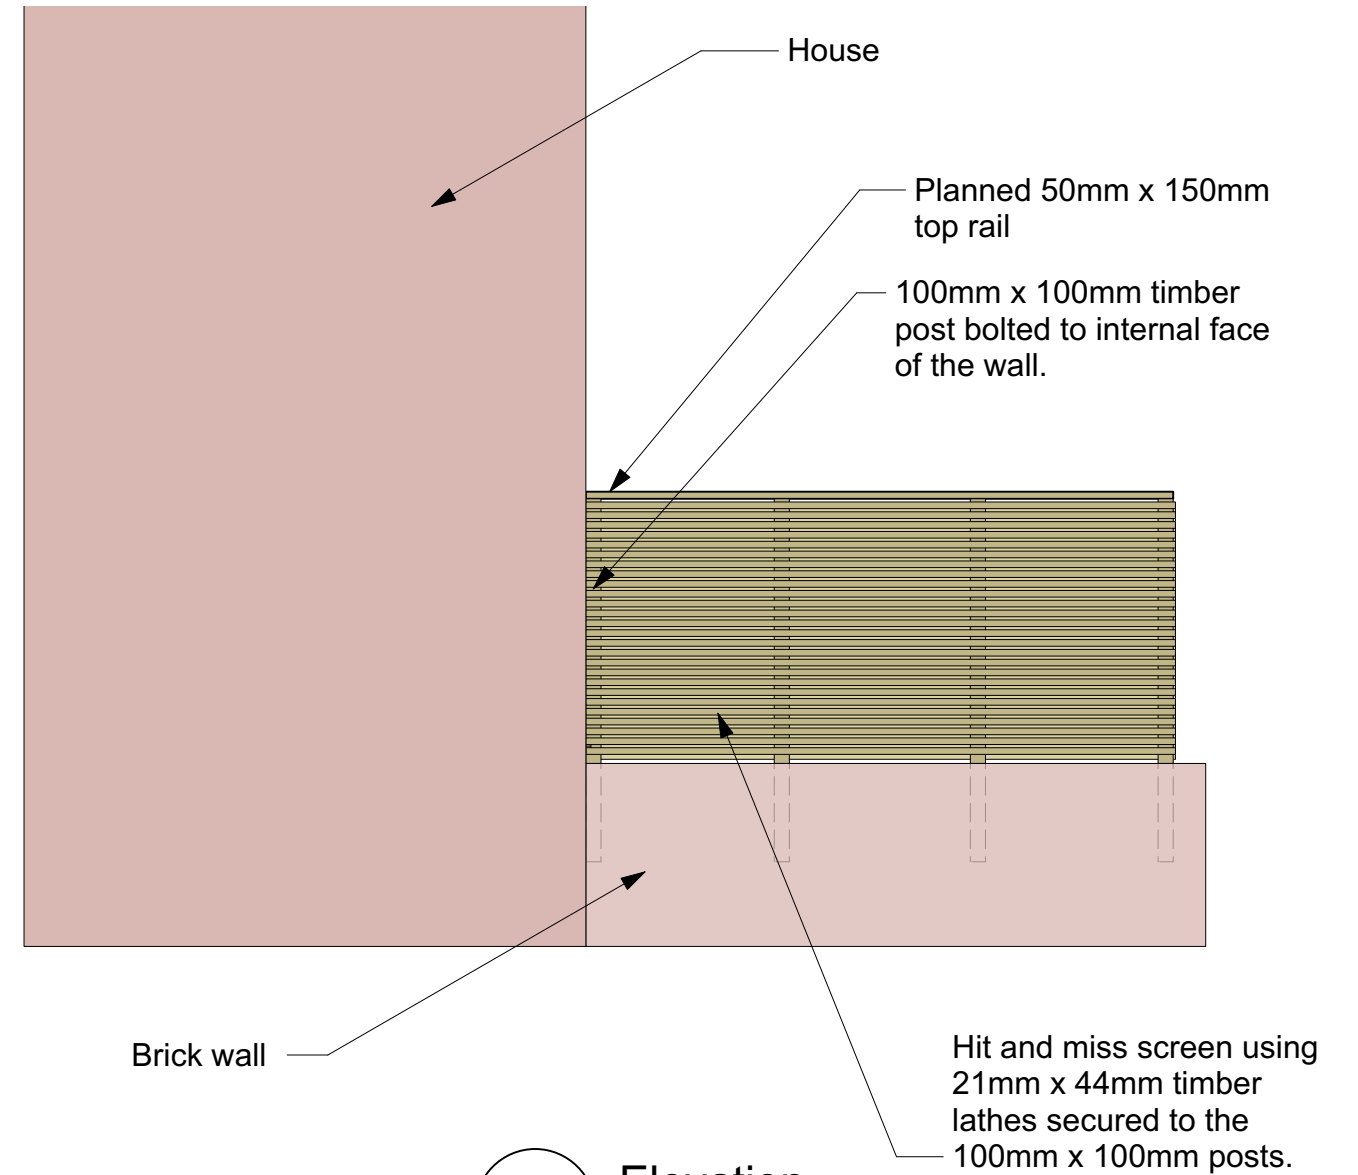 House
Planned 50mm x 150mm
top rail
100mm x 100mm timber
post bolted to internal face
of the wall.
Brick wall
Hit and miss screen using
21mm x 44mm timber
lathes secured to the
100mm x 100mm posts.
Elevation